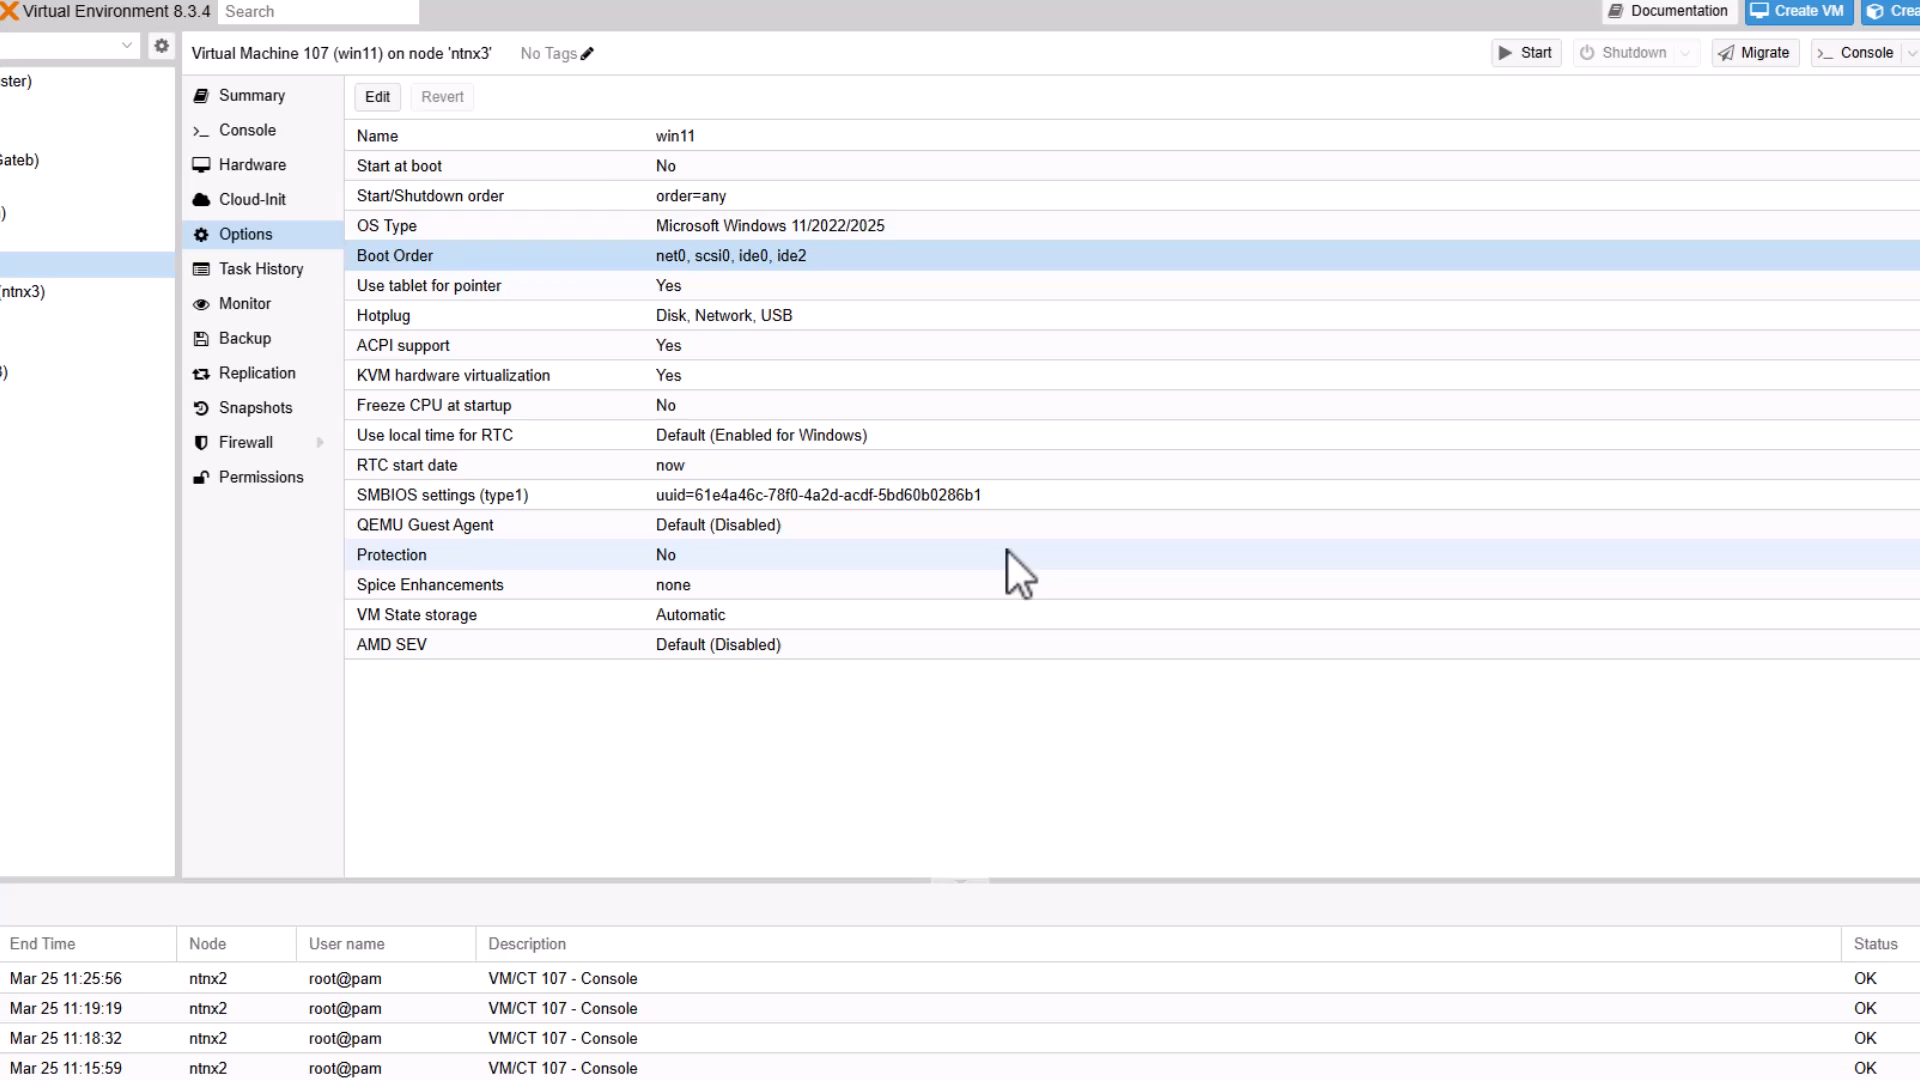 Virtual Environment 8.3.4 Search Documentation Create VM Crea
Virtual Machine 107 (win11) on node 'ntnx3' No Tags Start Shutdown Migrate >_ Console
ster)
Gateb)
)
(ntnx3)
3)
Summary
>_ Console
Hardware
Cloud-Init
Options
Task History
Monitor
Backup
Replication
Snapshots
Firewall
Permissions
Edit Revert
Name win11
Start at boot No
Start/Shutdown order order=any
OS Type Microsoft Windows 11/2022/2025
Boot Order net0, scsi0, ide0, ide2
Use tablet for pointer Yes
Hotplug Disk, Network, USB
ACPI support Yes
KVM hardware virtualization Yes
Freeze CPU at startup No
Use local time for RTC Default (Enabled for Windows)
RTC start date now
SMBIOS settings (type1) uuid=61e4a46c-78f0-4a2d-acdf-5bd60b0286b1
QEMU Guest Agent Default (Disabled)
Protection No
Spice Enhancements none
VM State storage Automatic
AMD SEV Default (Disabled)
End Time Node User name Description Status
Mar 25 11:25:56 ntnx2 root@pam VM/CT 107 - Console OK
Mar 25 11:19:19 ntnx2 root@pam VM/CT 107 - Console OK
Mar 25 11:18:32 ntnx2 root@pam VM/CT 107 - Console OK
Mar 25 11:15:59 ntnx2 root@pam VM/CT 107 - Console OK